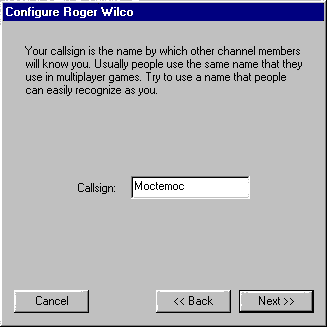 Configure Roger Wilco
Your callsign is the name by which other channel members
will know you. Usually people use the same name that they
use in multiplayer games. Try to use a name that people
can easily recognize as you.
Callsign: Moctemoc
Cancel << Back Next >>